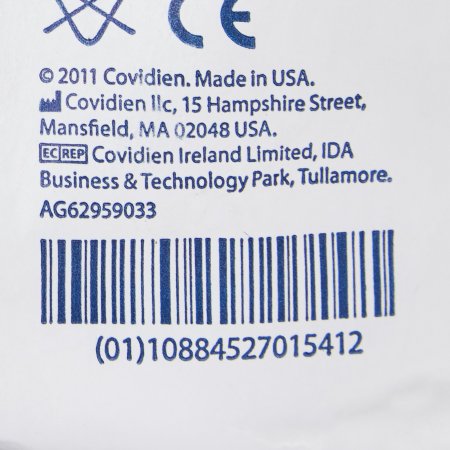 CE
© 2011 Covidien. Made in USA.
Covidien llc, 15 Hampshire Street,
Mansfield, MA 02048 USA.
EC REP Covidien Ireland Limited, IDA
Business & Technology Park, Tullamore.
AG62959033
(01)10884527015412